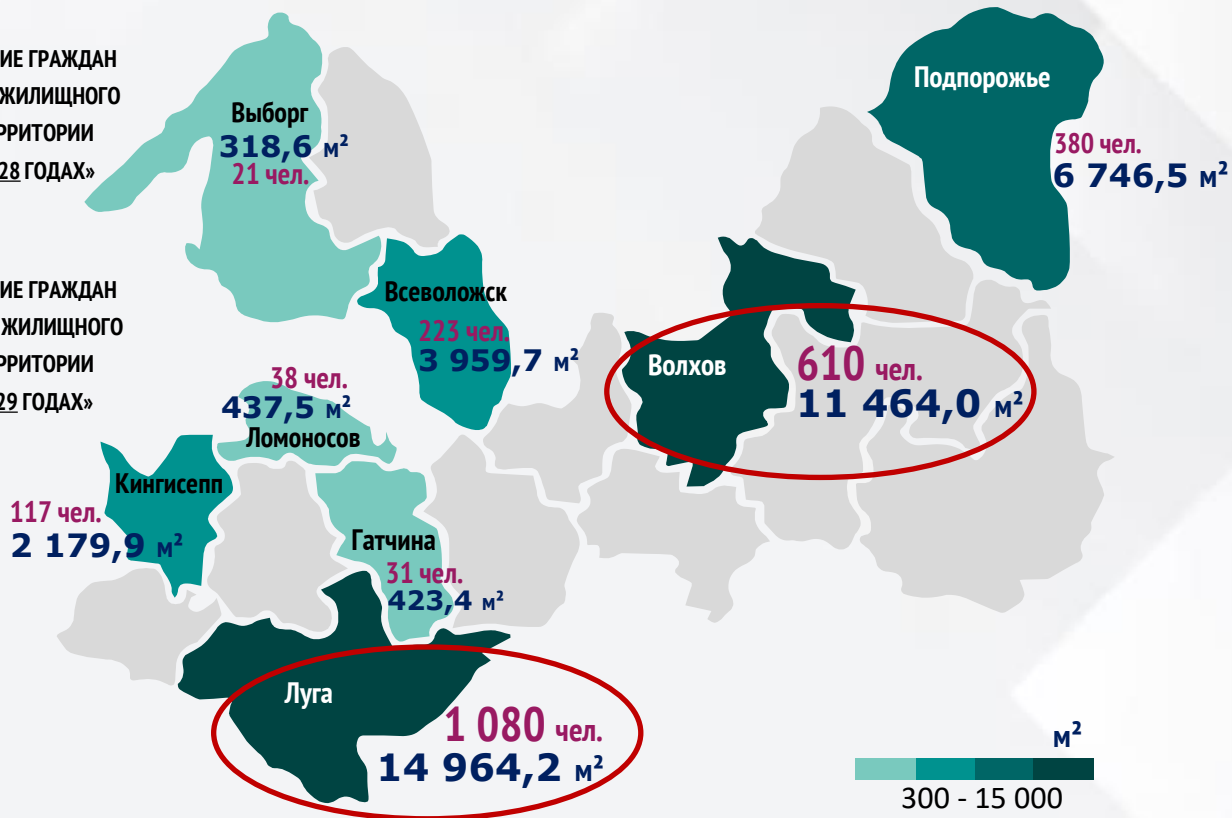 ИЕ ГРАЖДАН
ЖИЛИЩНОГО
РРИТОРИИ
28 ГОДАХ»
ИЕ ГРАЖДАН
ЖИЛИЩНОГО
РРИТОРИИ
29 ГОДАХ»
Выборг
318,6 м²
21 чел.
Подпорожье
380 чел.
6 746,5 м²
Всеволожск
223 чел.
3 959,7 м²
Волхов
610 чел.
11 464,0 м²
38 чел.
437,5 м²
Ломоносов
Кингисепп
117 чел.
2 179,9 м²
Гатчина
31 чел.
423,4 м²
Луга
1 080 чел.
14 964,2 м²
м²
300 - 15 000